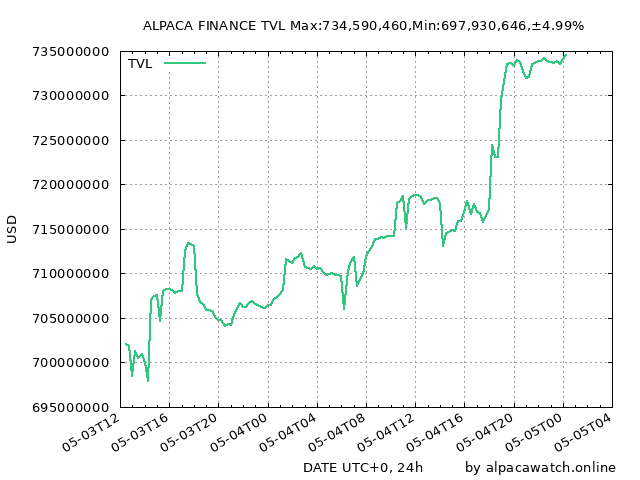 ALPACA FINANCE TVL Max:734,590,460,Min:697,930,646,±4.99%
TVL
735000000
730000000
725000000
720000000
715000000
710000000
705000000
700000000
695000000
USD
05-03T12
05-03T16
05-03T20
05-04T00
05-04T04
05-04T08
05-04T12
05-04T16
05-04T20
05-05T00
05-05T04
DATE UTC+0, 24h
by alpacawatch.online